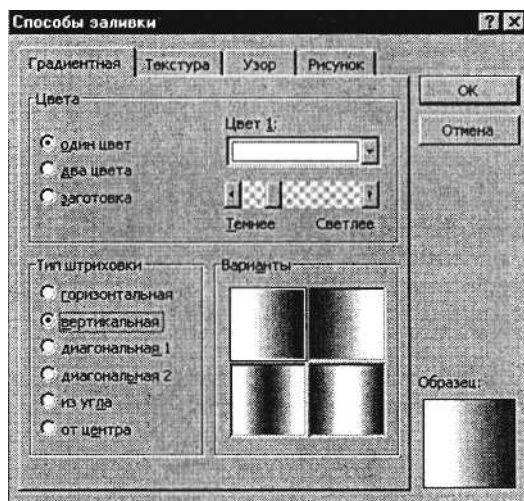 Способы заливки
Градиентная Текстура Узор Рисунок
OK
Отмена
Цвета
один цвет
два цвета
заготовка
Цвет 1:
Темнее Светлее
Тип штриховки
горизонтальная
вертикальная
диагональная 1
диагональная 2
из угла
от центра
Варианты
Образец: